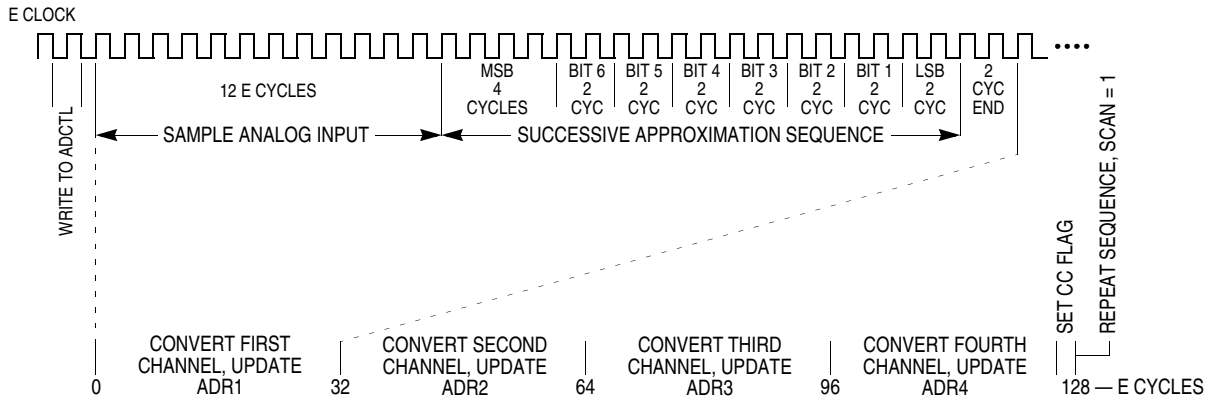 E CLOCK
MSB
4
CYCLES
BIT 6
2
CYC
BIT 5
2
CYC
BIT 4
2
CYC
BIT 3
2
CYC
BIT 2
2
CYC
BIT 1
2
CYC
LSB
2
CYC
2
CYC
END
12 E CYCLES
WRITE TO ADCTL
SAMPLE ANALOG INPUT
SUCCESSIVE APPROXIMATION SEQUENCE
SET CC FLAG
REPEAT SEQUENCE, SCAN = 1
CONVERT FIRST
CHANNEL, UPDATE
ADR1
CONVERT SECOND
CHANNEL, UPDATE
ADR2
CONVERT THIRD
CHANNEL, UPDATE
ADR3
CONVERT FOURTH
CHANNEL, UPDATE
ADR4
0
32
64
96
128 — E CYCLES